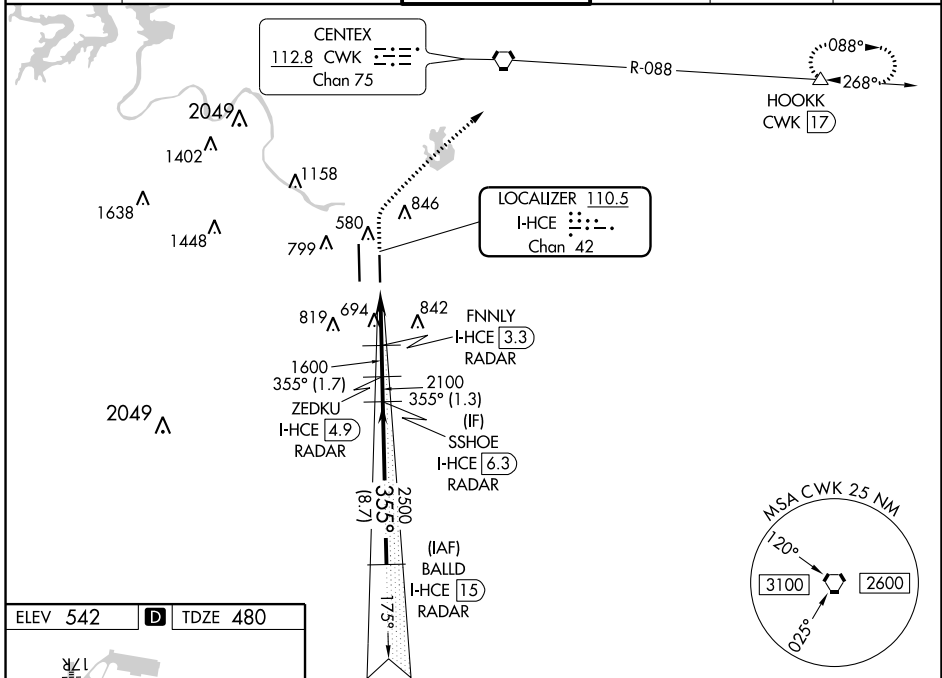 CENTEX
112.8 CWK
Chan 75
R-088
088°
268°
HOOKK
CWK 17
2049
1402
1158
1638
1448
799
580
846
LOCALIZER 110.5
I-HCE
Chan 42
819
694
842
FNNLY
I-HCE 3.3
RADAR
1600
355° (1.7)
2100
355° (1.3)
ZEDKU
I-HCE 4.9
RADAR
(IF)
SSHOE
I-HCE 6.3
RADAR
2049
2500
355°
(8.7)
(IAF)
BALLD
I-HCE 15
RADAR
175°
MSA CWK 25 NM
120°
3100
2600
025°
ELEV 542 D TDZE 480
17R